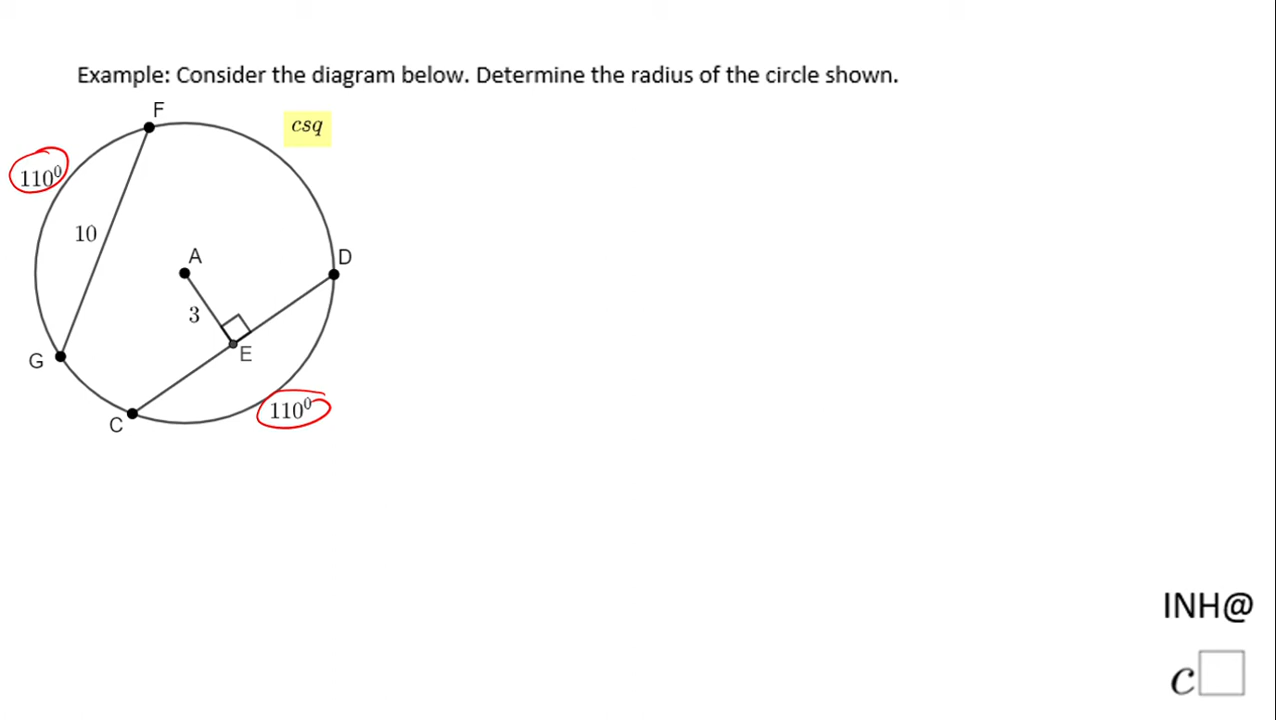 Example: Consider the diagram below. Determine the radius of the circle shown.
F
csq
110⁰
10
A
D
3
E
G
C
110⁰
INH@
c